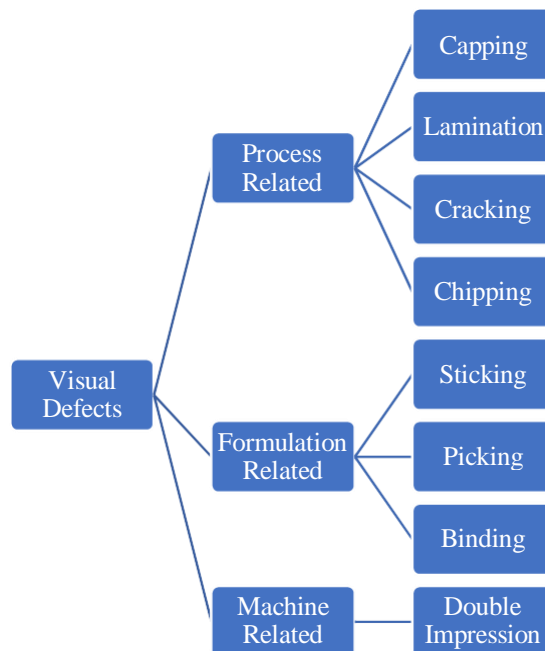 Visual
Defects
Process
Related
Capping
Lamination
Cracking
Chipping
Formulation
Related
Sticking
Picking
Binding
Machine
Related
Double
Impression